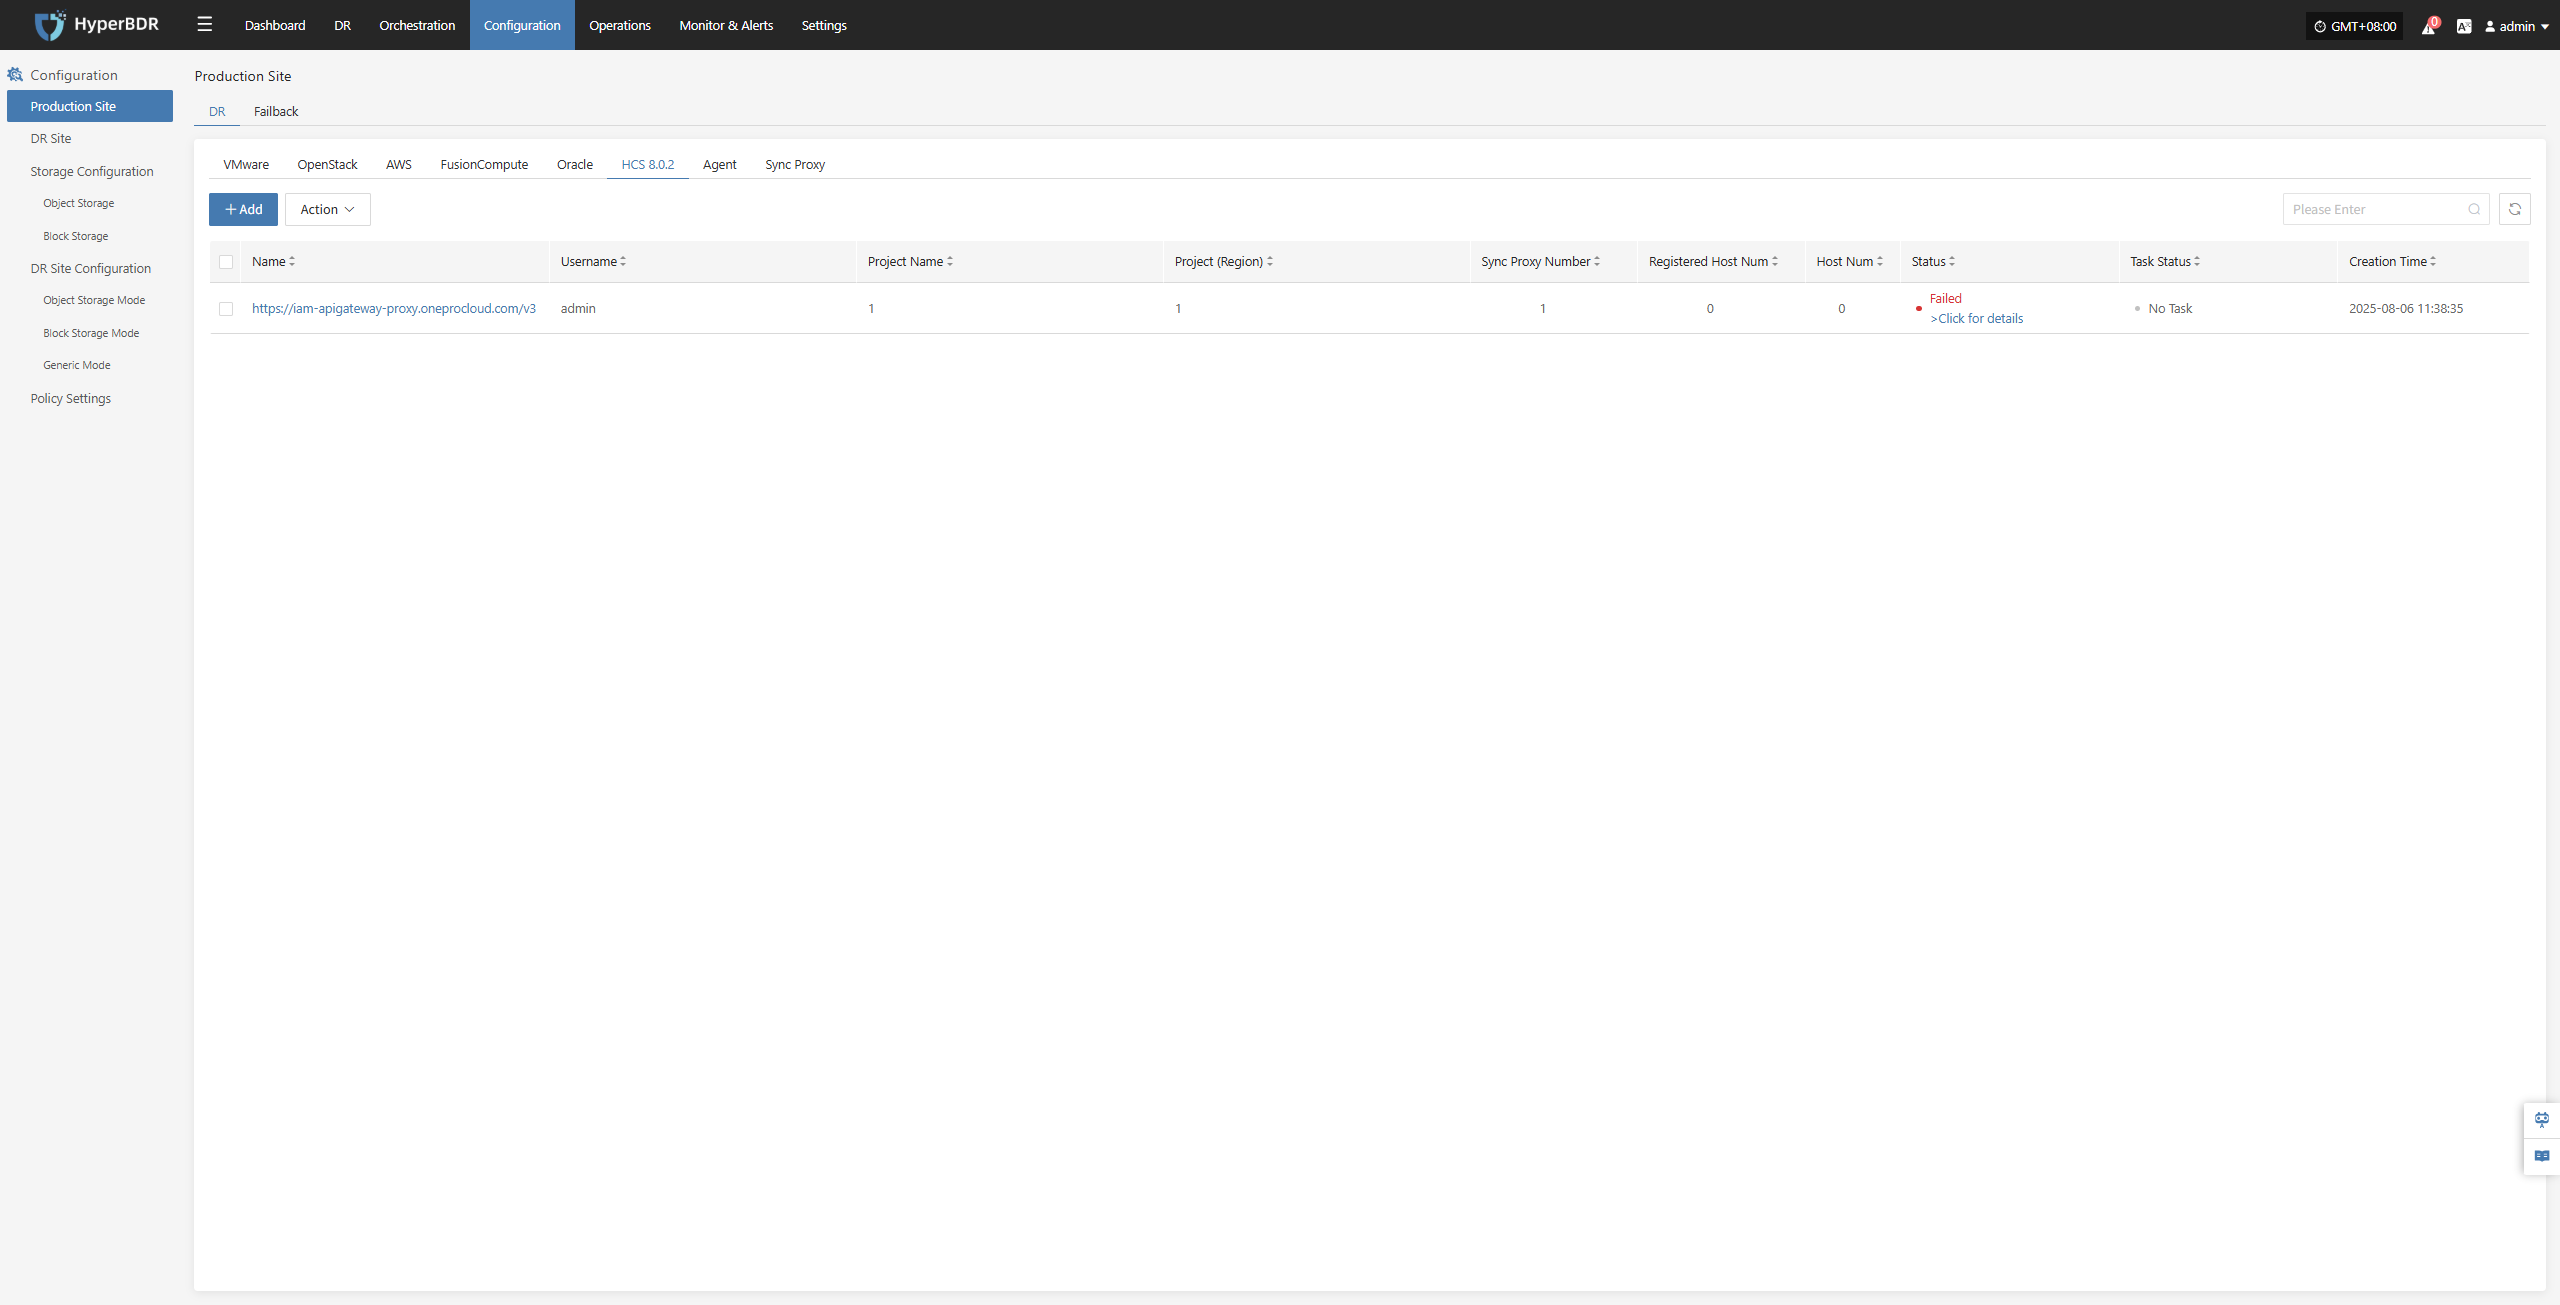 HyperBDR
Dashboard DR Orchestration Configuration Operations Monitor & Alerts Settings
GMT+08:00 0 admin
Configuration
Production Site
DR Site
Storage Configuration
Object Storage
Block Storage
DR Site Configuration
Object Storage Mode
Block Storage Mode
Generic Mode
Policy Settings
Production Site
DR Failback
VMware OpenStack AWS FusionCompute Oracle HCS 8.0.2 Agent Sync Proxy
Add Action Please Enter
Name Username Project Name Project (Region) Sync Proxy Number Registered Host Num Host Num Status Task Status Creation Time
https://iam-apigateway-proxy.oneprocloud.com/v3 admin 1 1 1 0 0 Failed No Task 2025-08-06 11:38:35
>Click for details